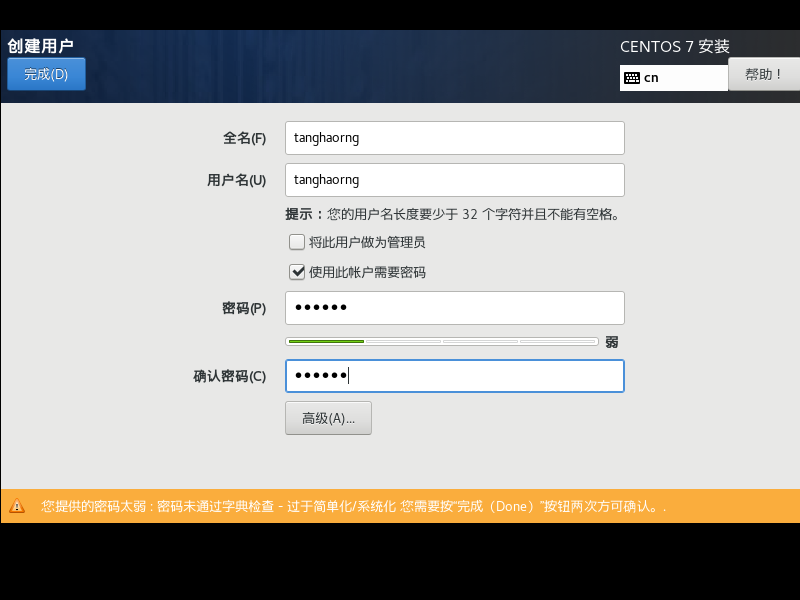 创建用户
CENTOS 7 安装
完成(D)
cn
帮助！
全名(F)
tanghaorng
用户名(U)
tanghaorng
提示：您的用户名长度要少于 32 个字符并且不能有空格。
将此用户做为管理员
使用此帐户需要密码
密码(P)
●●●●●●
弱
确认密码(C)
●●●●●●
高级(A)...
您提供的密码太弱 : 密码未通过字典检查 - 过于简单化/系统化 您需要按"完成（Done）"按钮两次方可确认。.